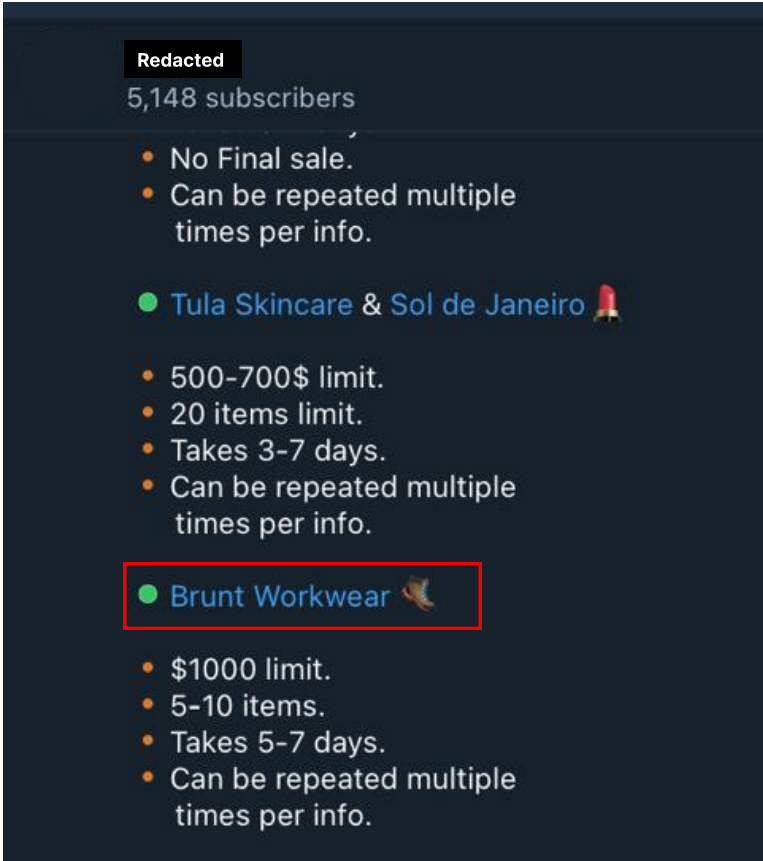 Redacted
5,148 subscribers
• No Final sale.
• Can be repeated multiple
times per info.
Tula Skincare & Sol de Janeiro 💄
• 500-700$ limit.
• 20 items limit.
• Takes 3-7 days.
• Can be repeated multiple
times per info.
Brunt Workwear 🥾
• $1000 limit.
• 5-10 items.
• Takes 5-7 days.
• Can be repeated multiple
times per info.